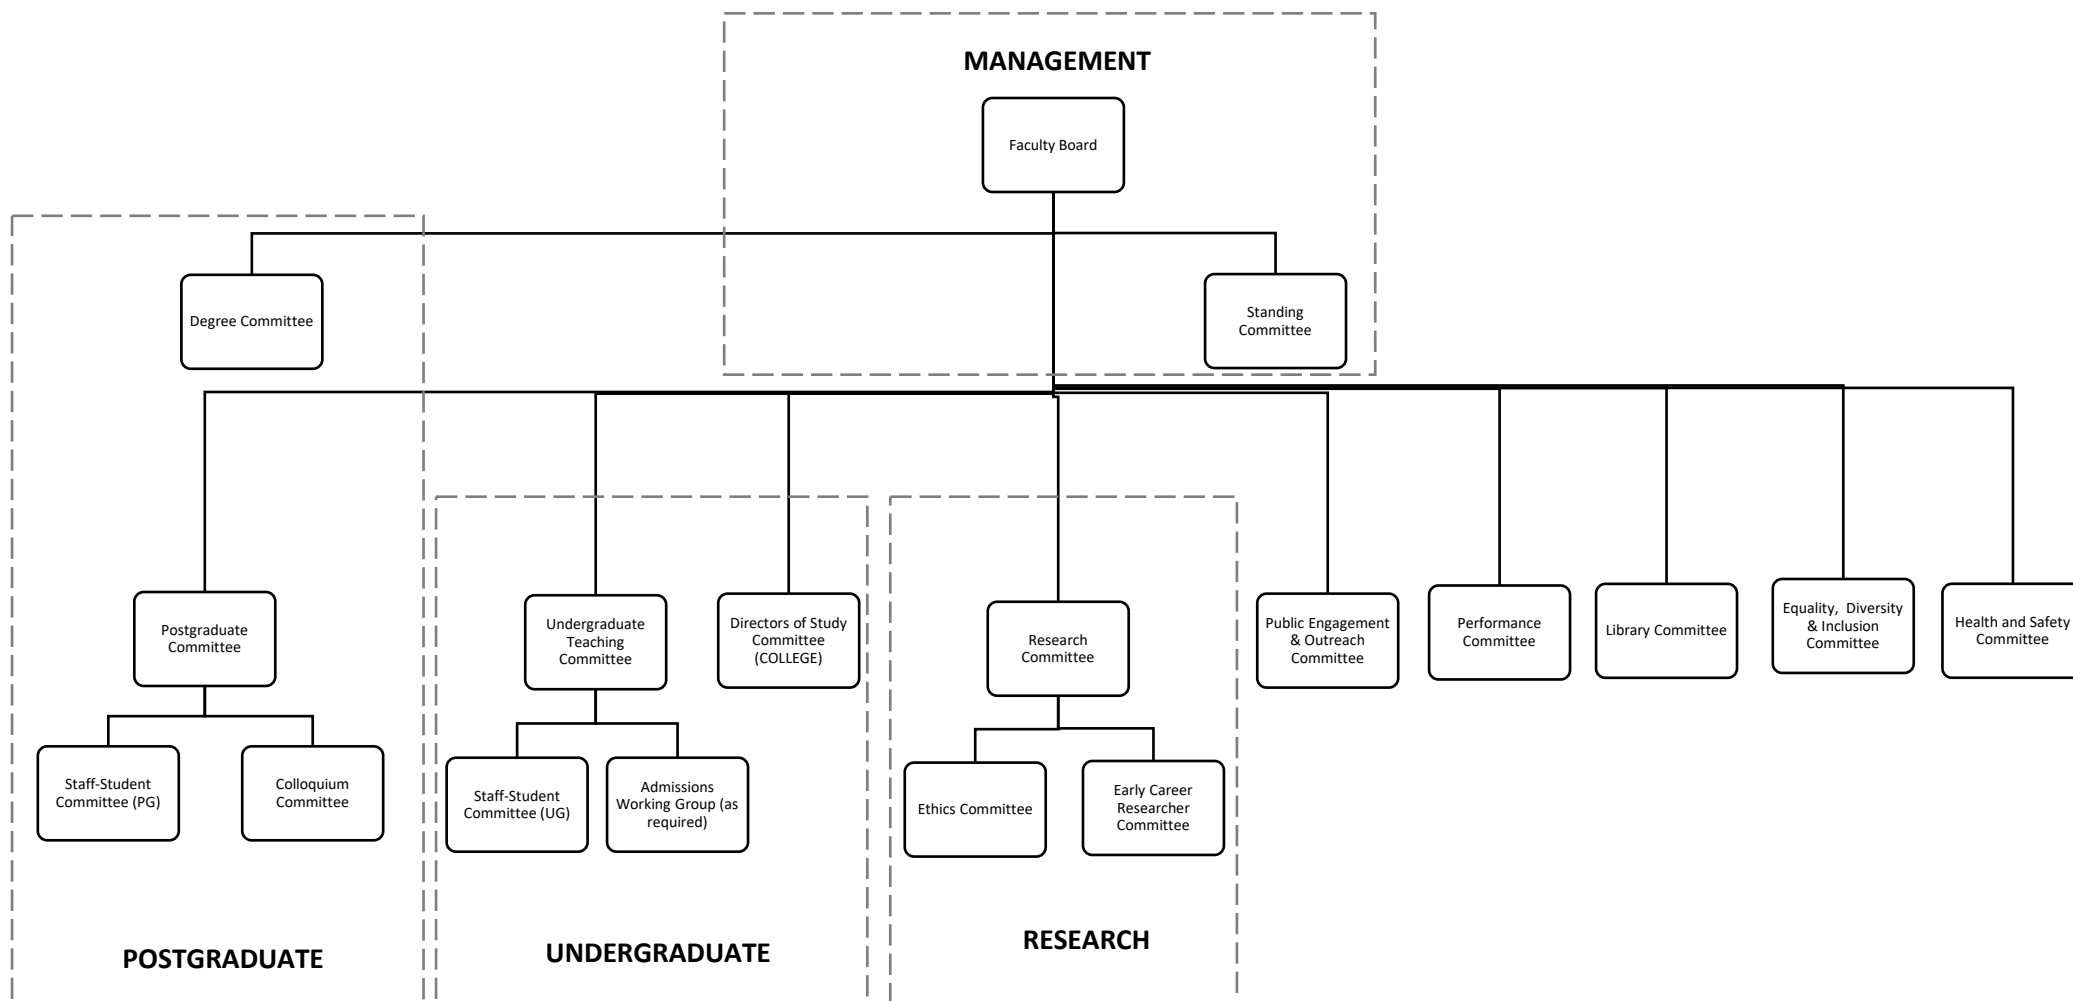 MANAGEMENT
Faculty Board
Degree Committee
Standing
Committee
Postgraduate
Committee
Undergraduate
Teaching
Committee
Directors of Study
Committee
(COLLEGE)
Research
Committee
Public Engagement
& Outreach
Committee
Performance
Committee
Library Committee
Equality, Diversity
& Inclusion
Committee
Health and Safety
Committee
Staff-Student
Committee (PG)
Colloquium
Committee
Staff-Student
Committee (UG)
Admissions
Working Group (as
required)
Ethics Committee
Early Career
Researcher
Committee
POSTGRADUATE
UNDERGRADUATE
RESEARCH